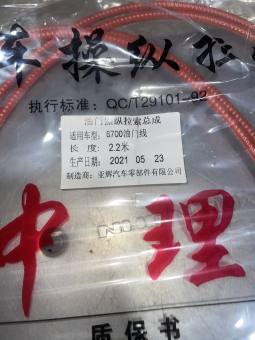 车操纵拉
执行标准：QC/T29101-92
油门操纵拉索总成
适用车型：6700油门线
长 度：2.2米
生产日期：2021 05 23
制造商：亚辉汽车零部件有限公司
中理
质保书